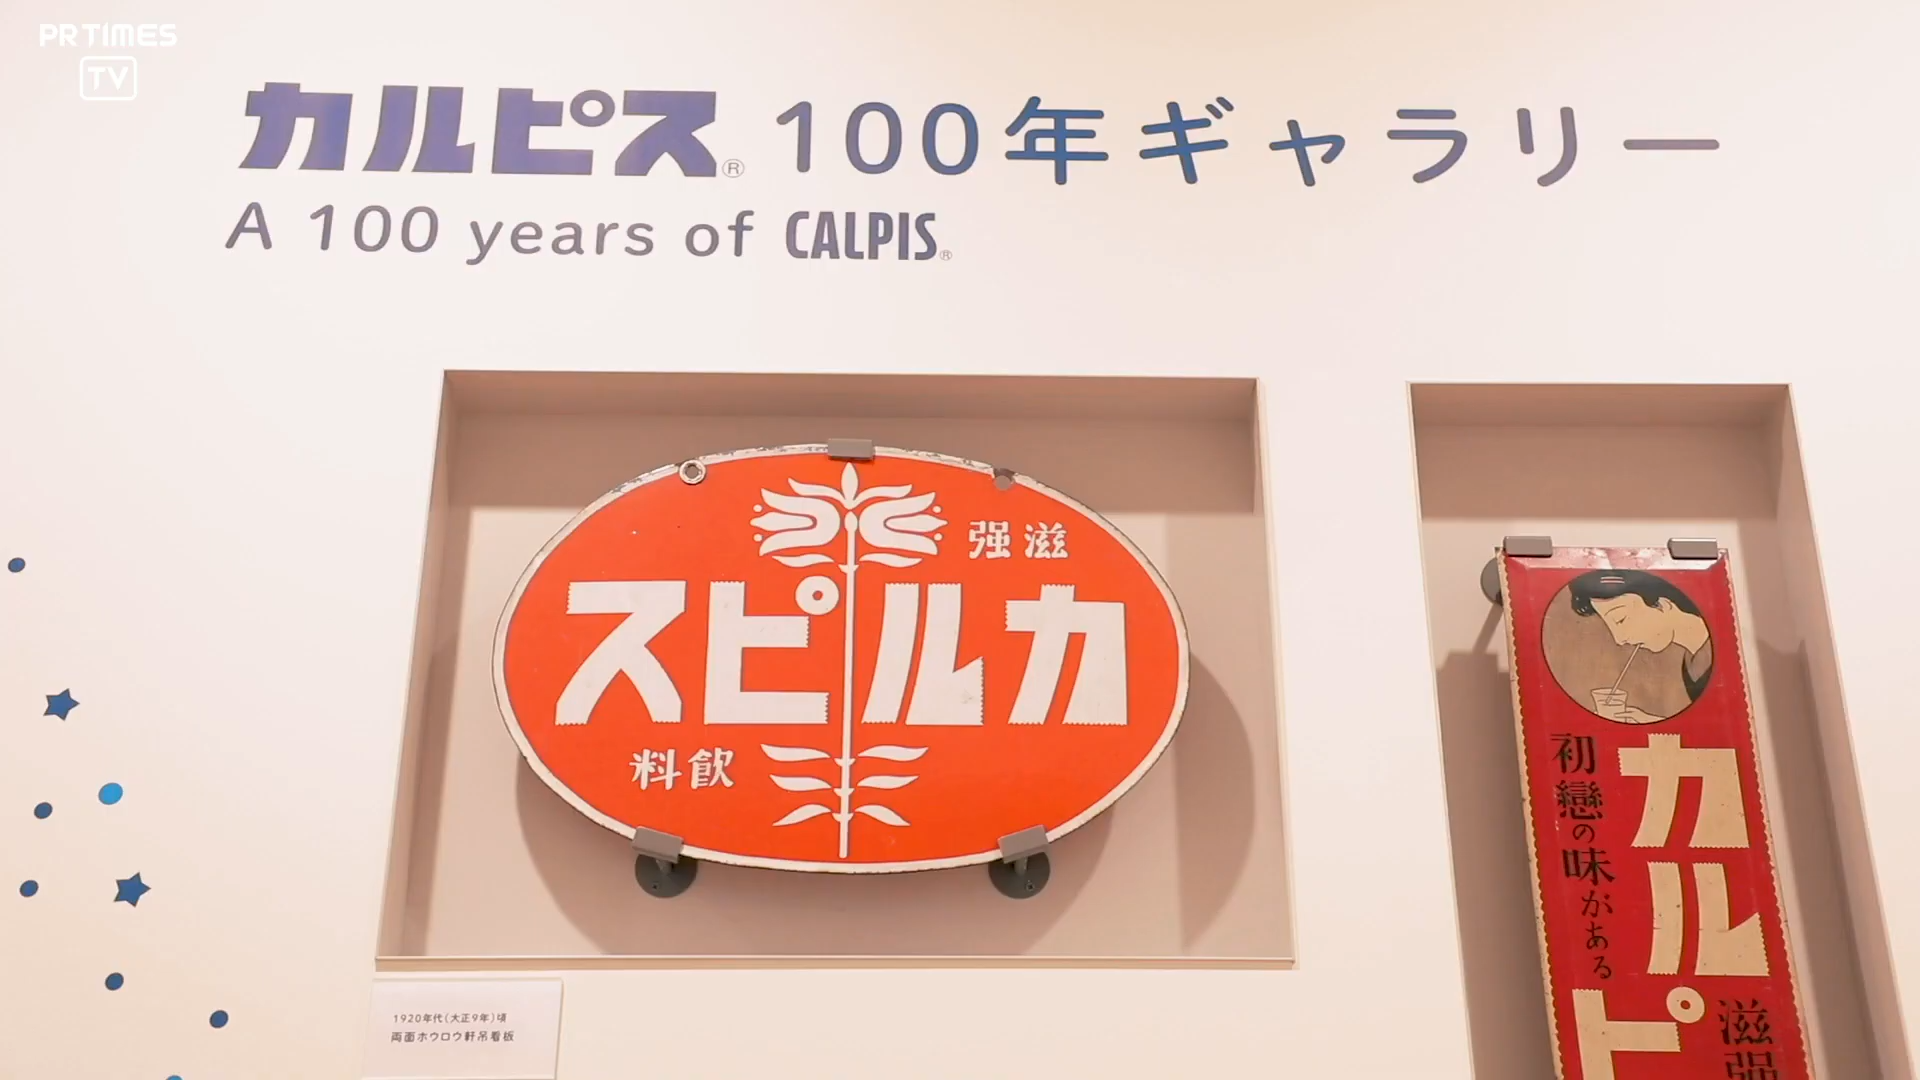 PR TIMES
TV
カルピス® 100年ギャラリー
A 100 years of CALPIS®
强滋
スピルカ
料飲
カルピ
初戀の味がある
滋强
1920年代(大正9年)頃
両面ホウロウ軒吊看板